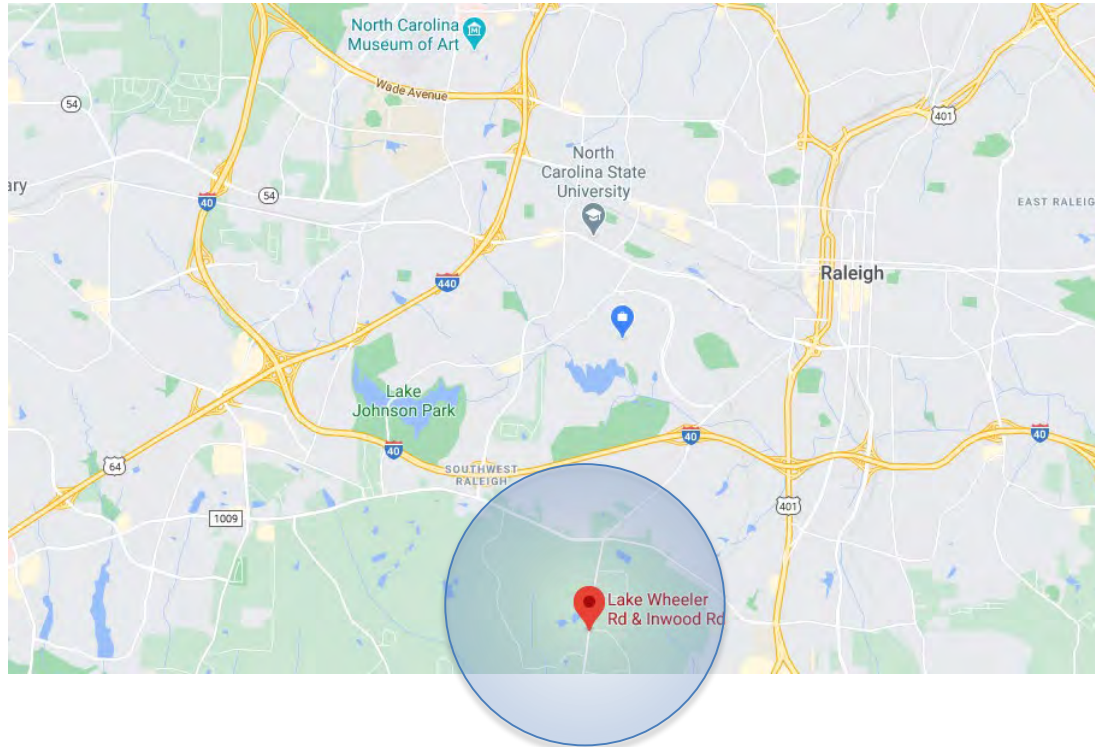 North Carolina
Museum of Art
Wade Avenue
54
401
North
Carolina State
University
ary
54
40
EAST RALEIG
Raleigh
440
Lake
Johnson Park
40
40
40
64
SOUTHWEST
RALEIGH
401
1009
Lake Wheeler
Rd & Inwood Rd